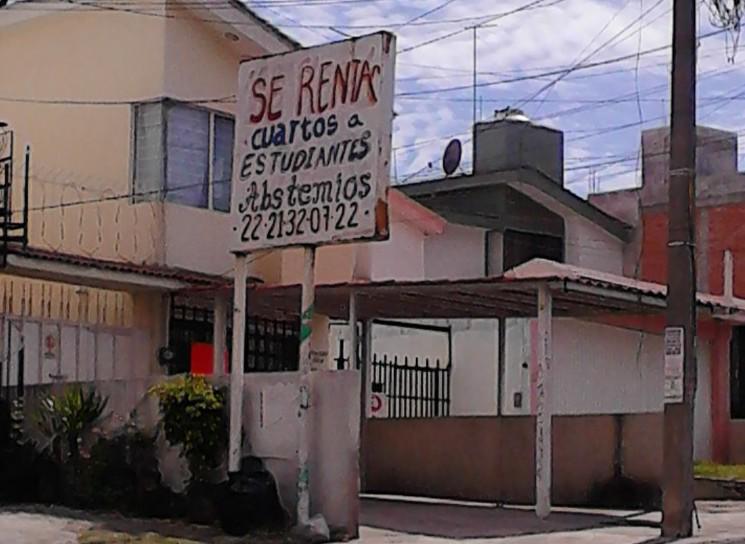 SE RENTA
cuartos a
ESTUDIANTES
Abstemios
·22·21·32·07·22·